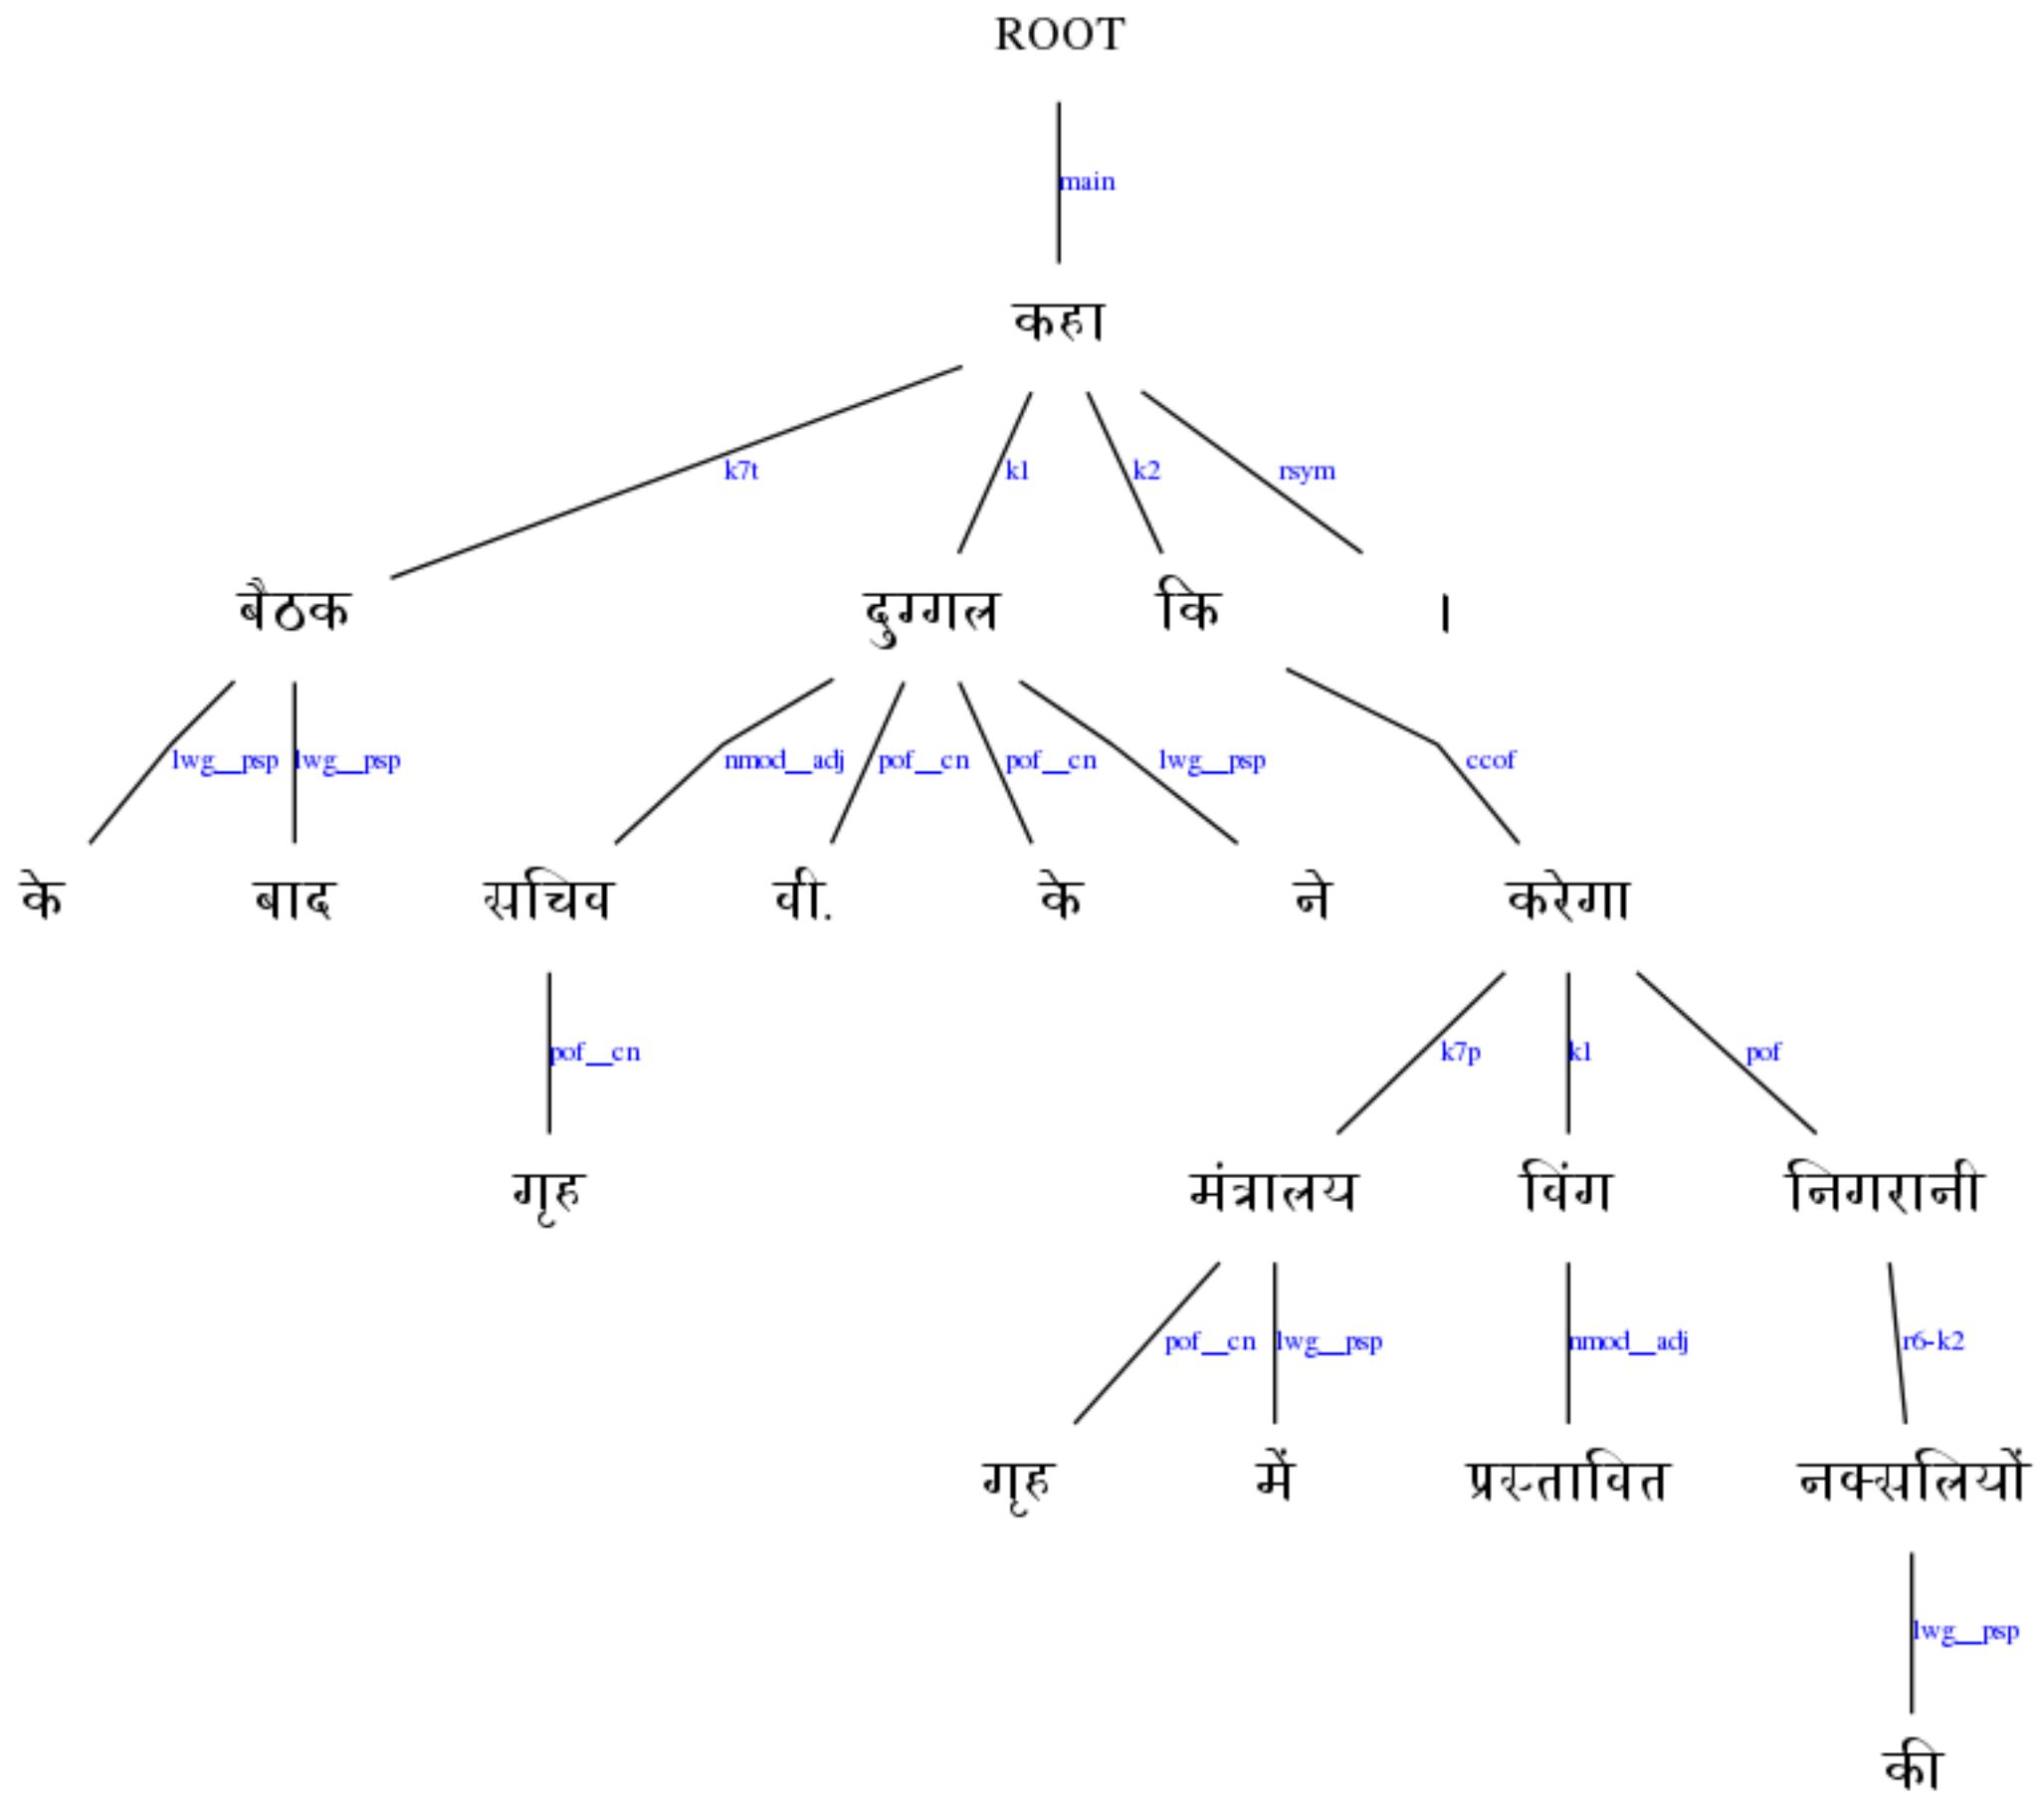 ROOT
main
कहा
k7t k1 k2 rsym
बैठक दुग्गल कि ।
lwg__psp lwg__psp nmod__adj pof__cn pof__cn lwg__psp ccof
के बाद सचिव वी. के ने करेगा
pof__cn k7p k1 pof
गृह मंत्रालय विंग निगरानी
pof__cn lwg__psp nmod__adj r6-k2
गृह में प्रस्तावित नक्सलियों
lwg__psp
की